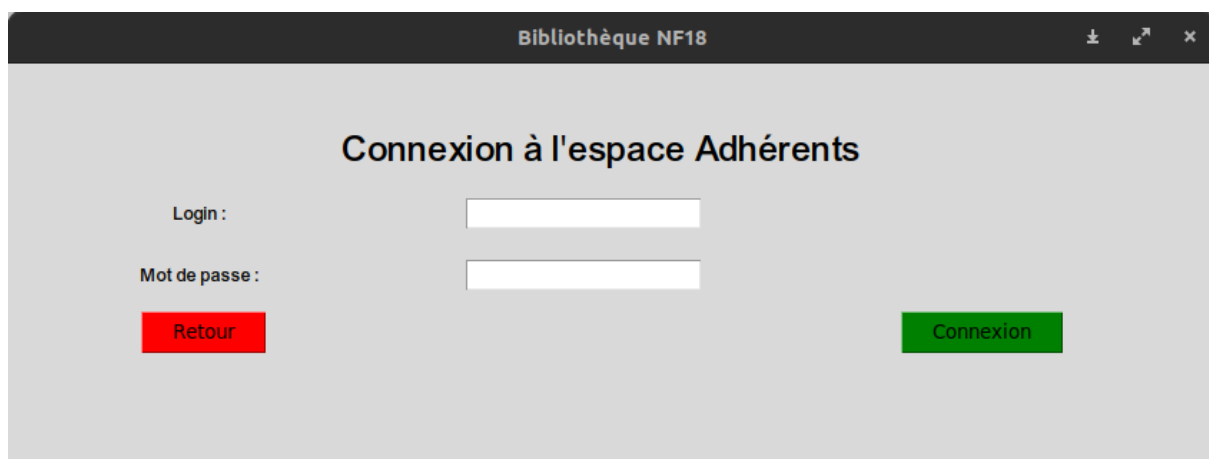 Bibliothèque NF18
Connexion à l'espace Adhérents
Login :
Mot de passe :
Retour
Connexion